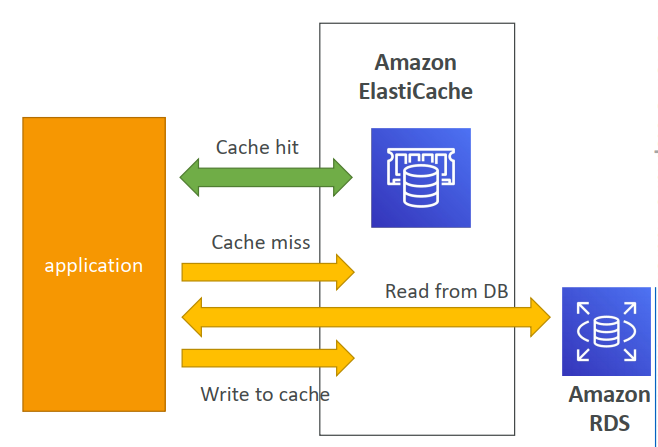 Amazon
ElastiCache
Cache hit
Cache miss
application
Read from DB
Write to cache
Amazon
RDS